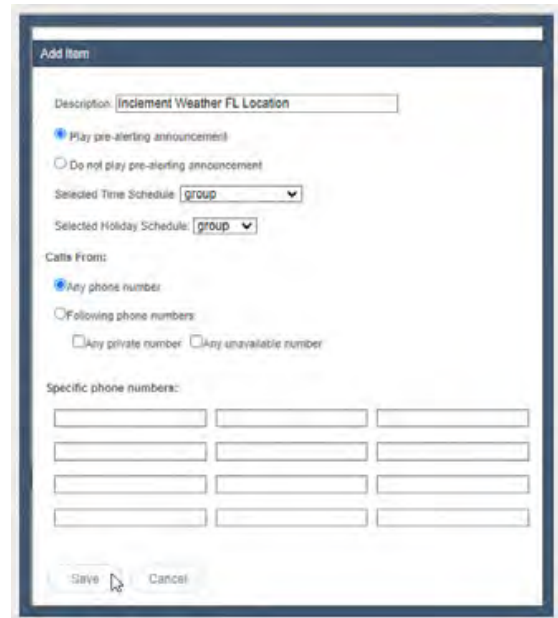 Add Item
Description: Inclement Weather FL Location
Play pre-alerting announcement
Do not play pre-alerting announcement
Selected Time Schedule: group
Selected Holiday Schedule: group
Calls From:
Any phone number
Following phone numbers:
Any private number Any unavailable number
Specific phone numbers:
Save Cancel